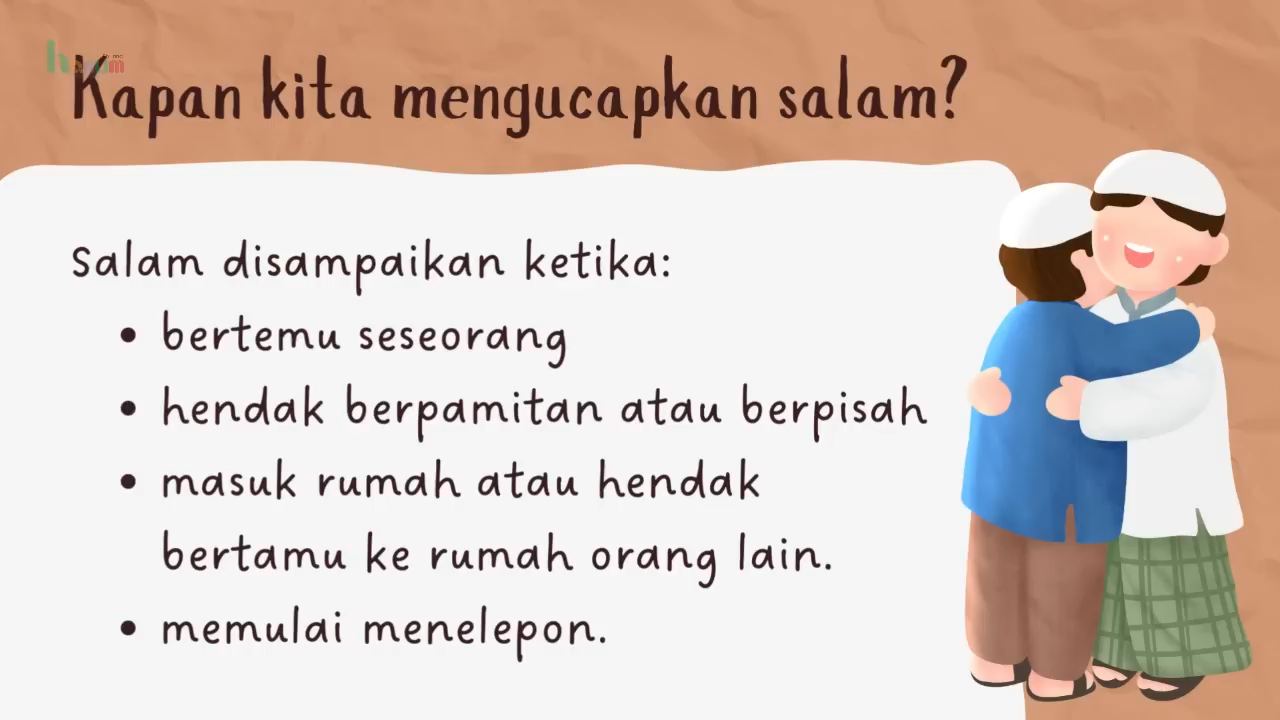 Kapan kita mengucapkan salam?
Salam disampaikan ketika:
• bertemu seseorang
• hendak berpamitan atau berpisah
• masuk rumah atau hendak
bertamu ke rumah orang lain.
• memulai menelepon.